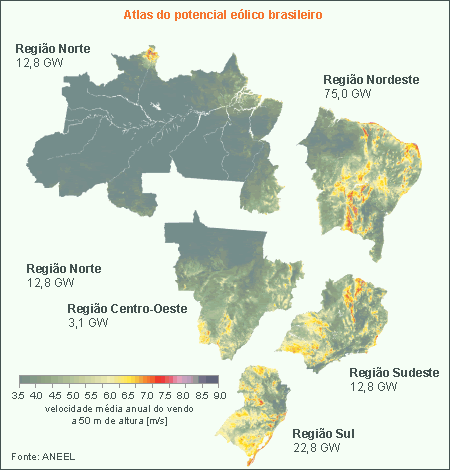 Atlas do potencial eólico brasileiro
Região Norte
12,8 GW
Região Nordeste
75,0 GW
Região Norte
12,8 GW
Região Centro-Oeste
3,1 GW
Região Sudeste
12,8 GW
3.5 4.0 4.5 5.0 5.5 6.0 6.5 7.0 7.5 8.0 8.5 9.0
velocidade média anual do vendo
a 50 m de altura [m/s]
Região Sul
22,8 GW
Fonte: ANEEL